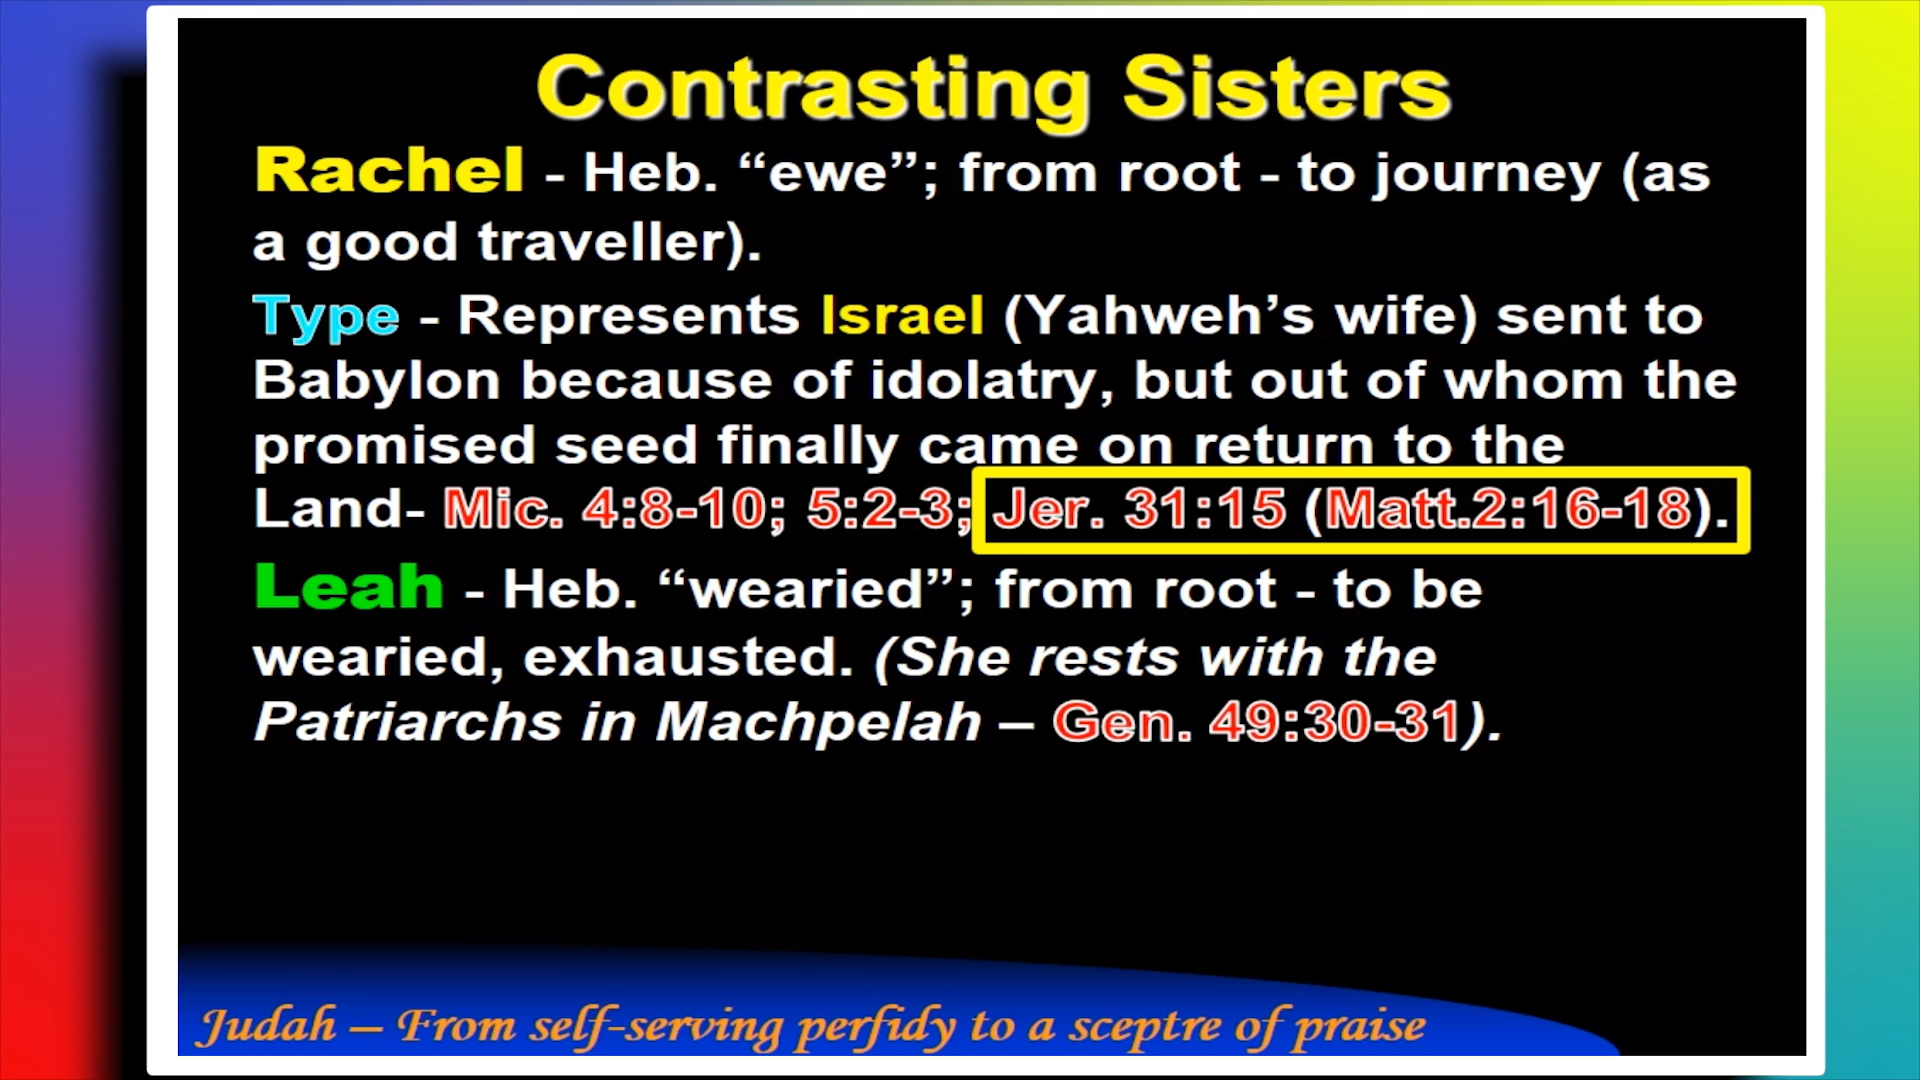 Contrasting Sisters
Rachel - Heb. “ewe”; from root - to journey (as
a good traveller).
Type - Represents Israel (Yahweh’s wife) sent to
Babylon because of idolatry, but out of whom the
promised seed finally came on return to the
Land- Mic. 4:8-10; 5:2-3; Jer. 31:15 (Matt.2:16-18).
Leah - Heb. “wearied”; from root - to be
wearied, exhausted. (She rests with the
Patriarchs in Machpelah – Gen. 49:30-31).
Judah – From self-serving perfidy to a sceptre of praise